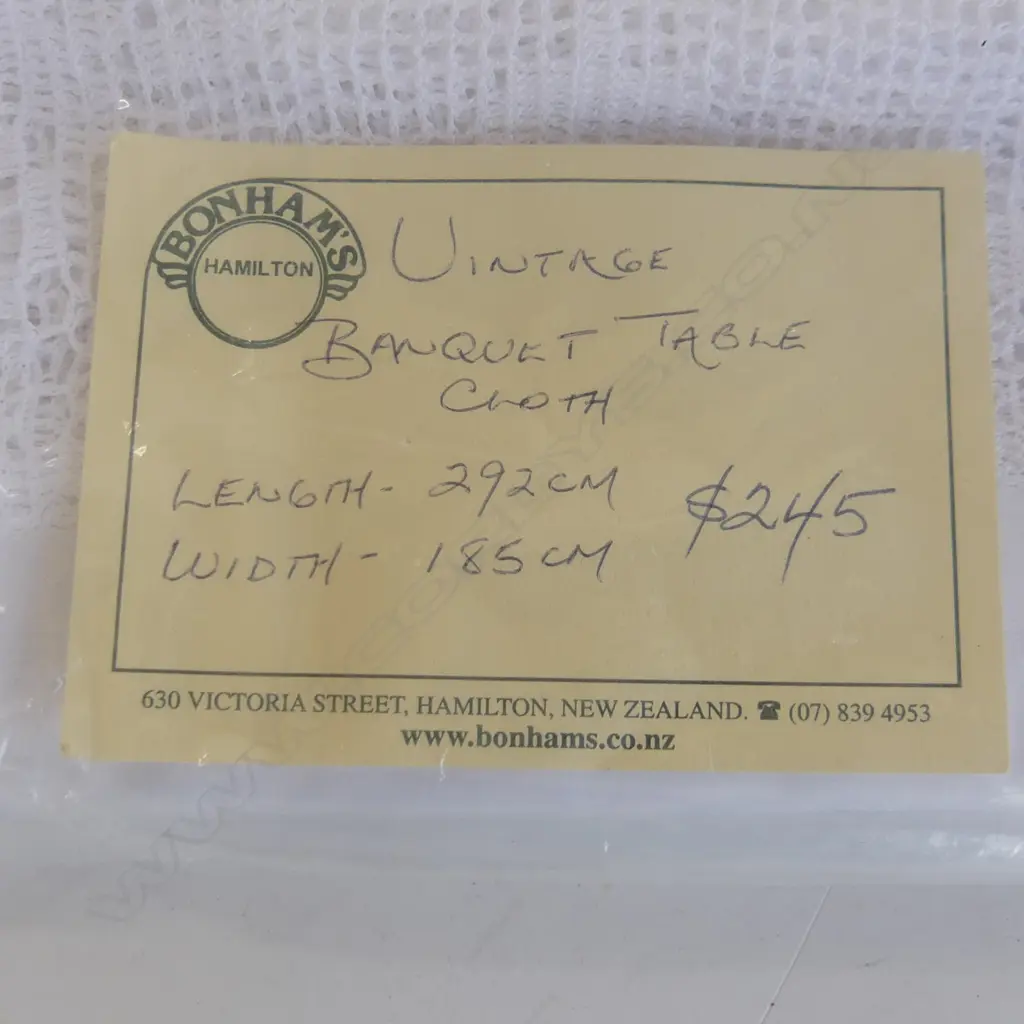 BONHAM'S
HAMILTON
VINTAGE
BANQUET TABLE
CLOTH
LENGTH - 292CM
$245
WIDTH - 185CM
630 VICTORIA STREET, HAMILTON, NEW ZEALAND. ☎ (07) 839 4953
www.bonhams.co.nz